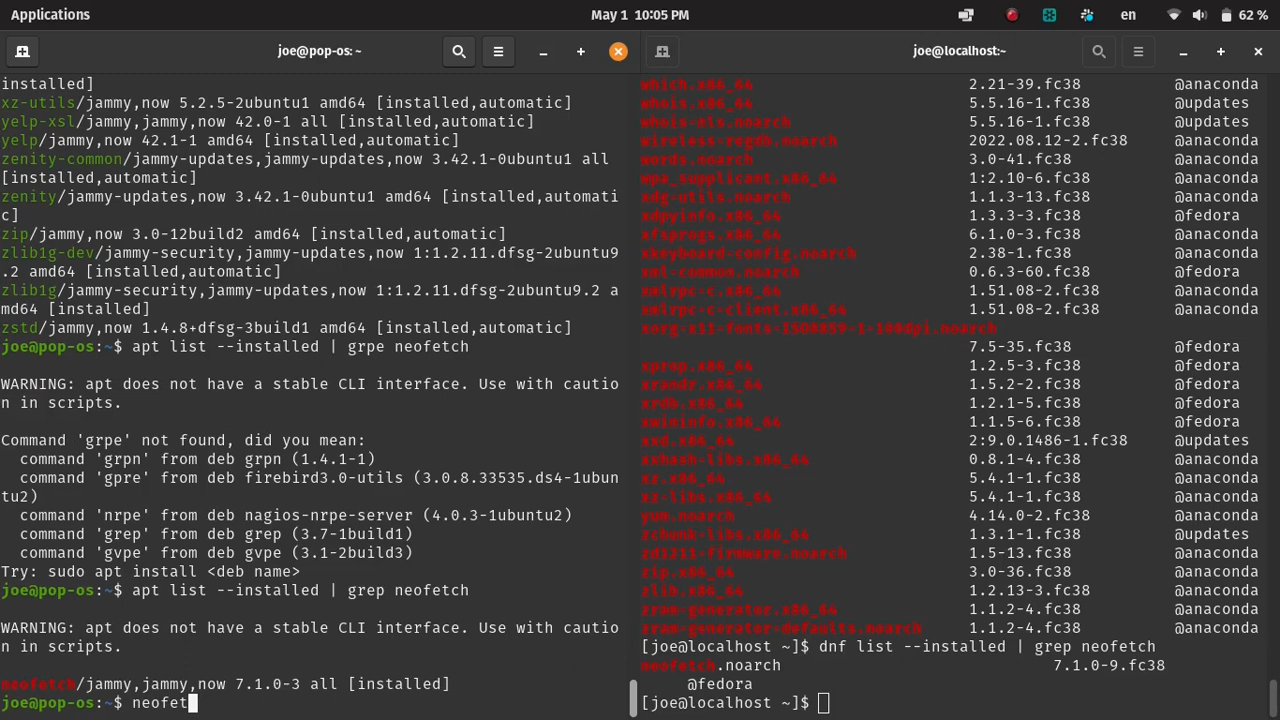 Applications
May 1 10:05 PM
en
62 %
joe@pop-os: ~
installed]
xz-utils/jammy,now 5.2.5-2ubuntu1 amd64 [installed,automatic]
yelp-xsl/jammy,jammy,now 42.0-1 all [installed,automatic]
yelp/jammy,now 42.1-1 amd64 [installed,automatic]
zenity-common/jammy-updates,jammy-updates,now 3.42.1-0ubuntu1 all
[installed,automatic]
zenity/jammy-updates,now 3.42.1-0ubuntu1 amd64 [installed,automati
c]
zip/jammy,now 3.0-12build2 amd64 [installed,automatic]
zlib1g-dev/jammy-security,jammy-updates,now 1:1.2.11.dfsg-2ubuntu9
.2 amd64 [installed,automatic]
zlib1g/jammy-security,jammy-updates,now 1:1.2.11.dfsg-2ubuntu9.2 a
md64 [installed]
zstd/jammy,now 1.4.8+dfsg-3build1 amd64 [installed,automatic]
joe@pop-os:~$ apt list --installed | grpe neofetch
WARNING: apt does not have a stable CLI interface. Use with cautio
n in scripts.
Command 'grpe' not found, did you mean:
command 'grpn' from deb grpn (1.4.1-1)
command 'gpre' from deb firebird3.0-utils (3.0.8.33535.ds4-1ubun
tu2)
command 'nrpe' from deb nagios-nrpe-server (4.0.3-1ubuntu2)
command 'grep' from deb grep (3.7-1build1)
command 'gvpe' from deb gvpe (3.1-2build3)
Try: sudo apt install <deb name>
joe@pop-os:~$ apt list --installed | grep neofetch
WARNING: apt does not have a stable CLI interface. Use with cautio
n in scripts.
neofetch/jammy,jammy,now 7.1.0-3 all [installed]
joe@pop-os:~$ neofet
joe@localhost:~
which.x86_64 2.21-39.fc38 @anaconda
whois.x86_64 5.5.16-1.fc38 @updates
whois-nls.noarch 5.5.16-1.fc38 @updates
wireless-regdb.noarch 2022.08.12-2.fc38 @anaconda
words.noarch 3.0-41.fc38 @anaconda
wpa_supplicant.x86_64 1:2.10-6.fc38 @anaconda
xdg-utils.noarch 1.1.3-13.fc38 @anaconda
xdpyinfo.x86_64 1.3.3-3.fc38 @fedora
xfsprogs.x86_64 6.1.0-3.fc38 @anaconda
xkeyboard-config.noarch 2.38-1.fc38 @anaconda
xml-common.noarch 0.6.3-60.fc38 @fedora
xmlrpc-c.x86_64 1.51.08-2.fc38 @anaconda
xmlrpc-c-client.x86_64 1.51.08-2.fc38 @anaconda
xorg-x11-fonts-ISO8859-1-100dpi.noarch
7.5-35.fc38 @fedora
xprop.x86_64 1.2.5-3.fc38 @fedora
xrandr.x86_64 1.5.2-2.fc38 @fedora
xrdb.x86_64 1.2.1-5.fc38 @fedora
xwininfo.x86_64 1.1.5-6.fc38 @fedora
xxd.x86_64 2:9.0.1486-1.fc38 @updates
xxhash-libs.x86_64 0.8.1-4.fc38 @anaconda
xz.x86_64 5.4.1-1.fc38 @anaconda
xz-libs.x86_64 5.4.1-1.fc38 @anaconda
yum.noarch 4.14.0-2.fc38 @anaconda
zchunk-libs.x86_64 1.3.1-1.fc38 @updates
zd1211-firmware.noarch 1.5-13.fc38 @anaconda
zip.x86_64 3.0-36.fc38 @anaconda
zlib.x86_64 1.2.13-3.fc38 @anaconda
zram-generator.x86_64 1.1.2-4.fc38 @anaconda
zram-generator-defaults.noarch 1.1.2-4.fc38 @anaconda
[joe@localhost ~]$ dnf list --installed | grep neofetch
neofetch.noarch 7.1.0-9.fc38
@fedora
[joe@localhost ~]$